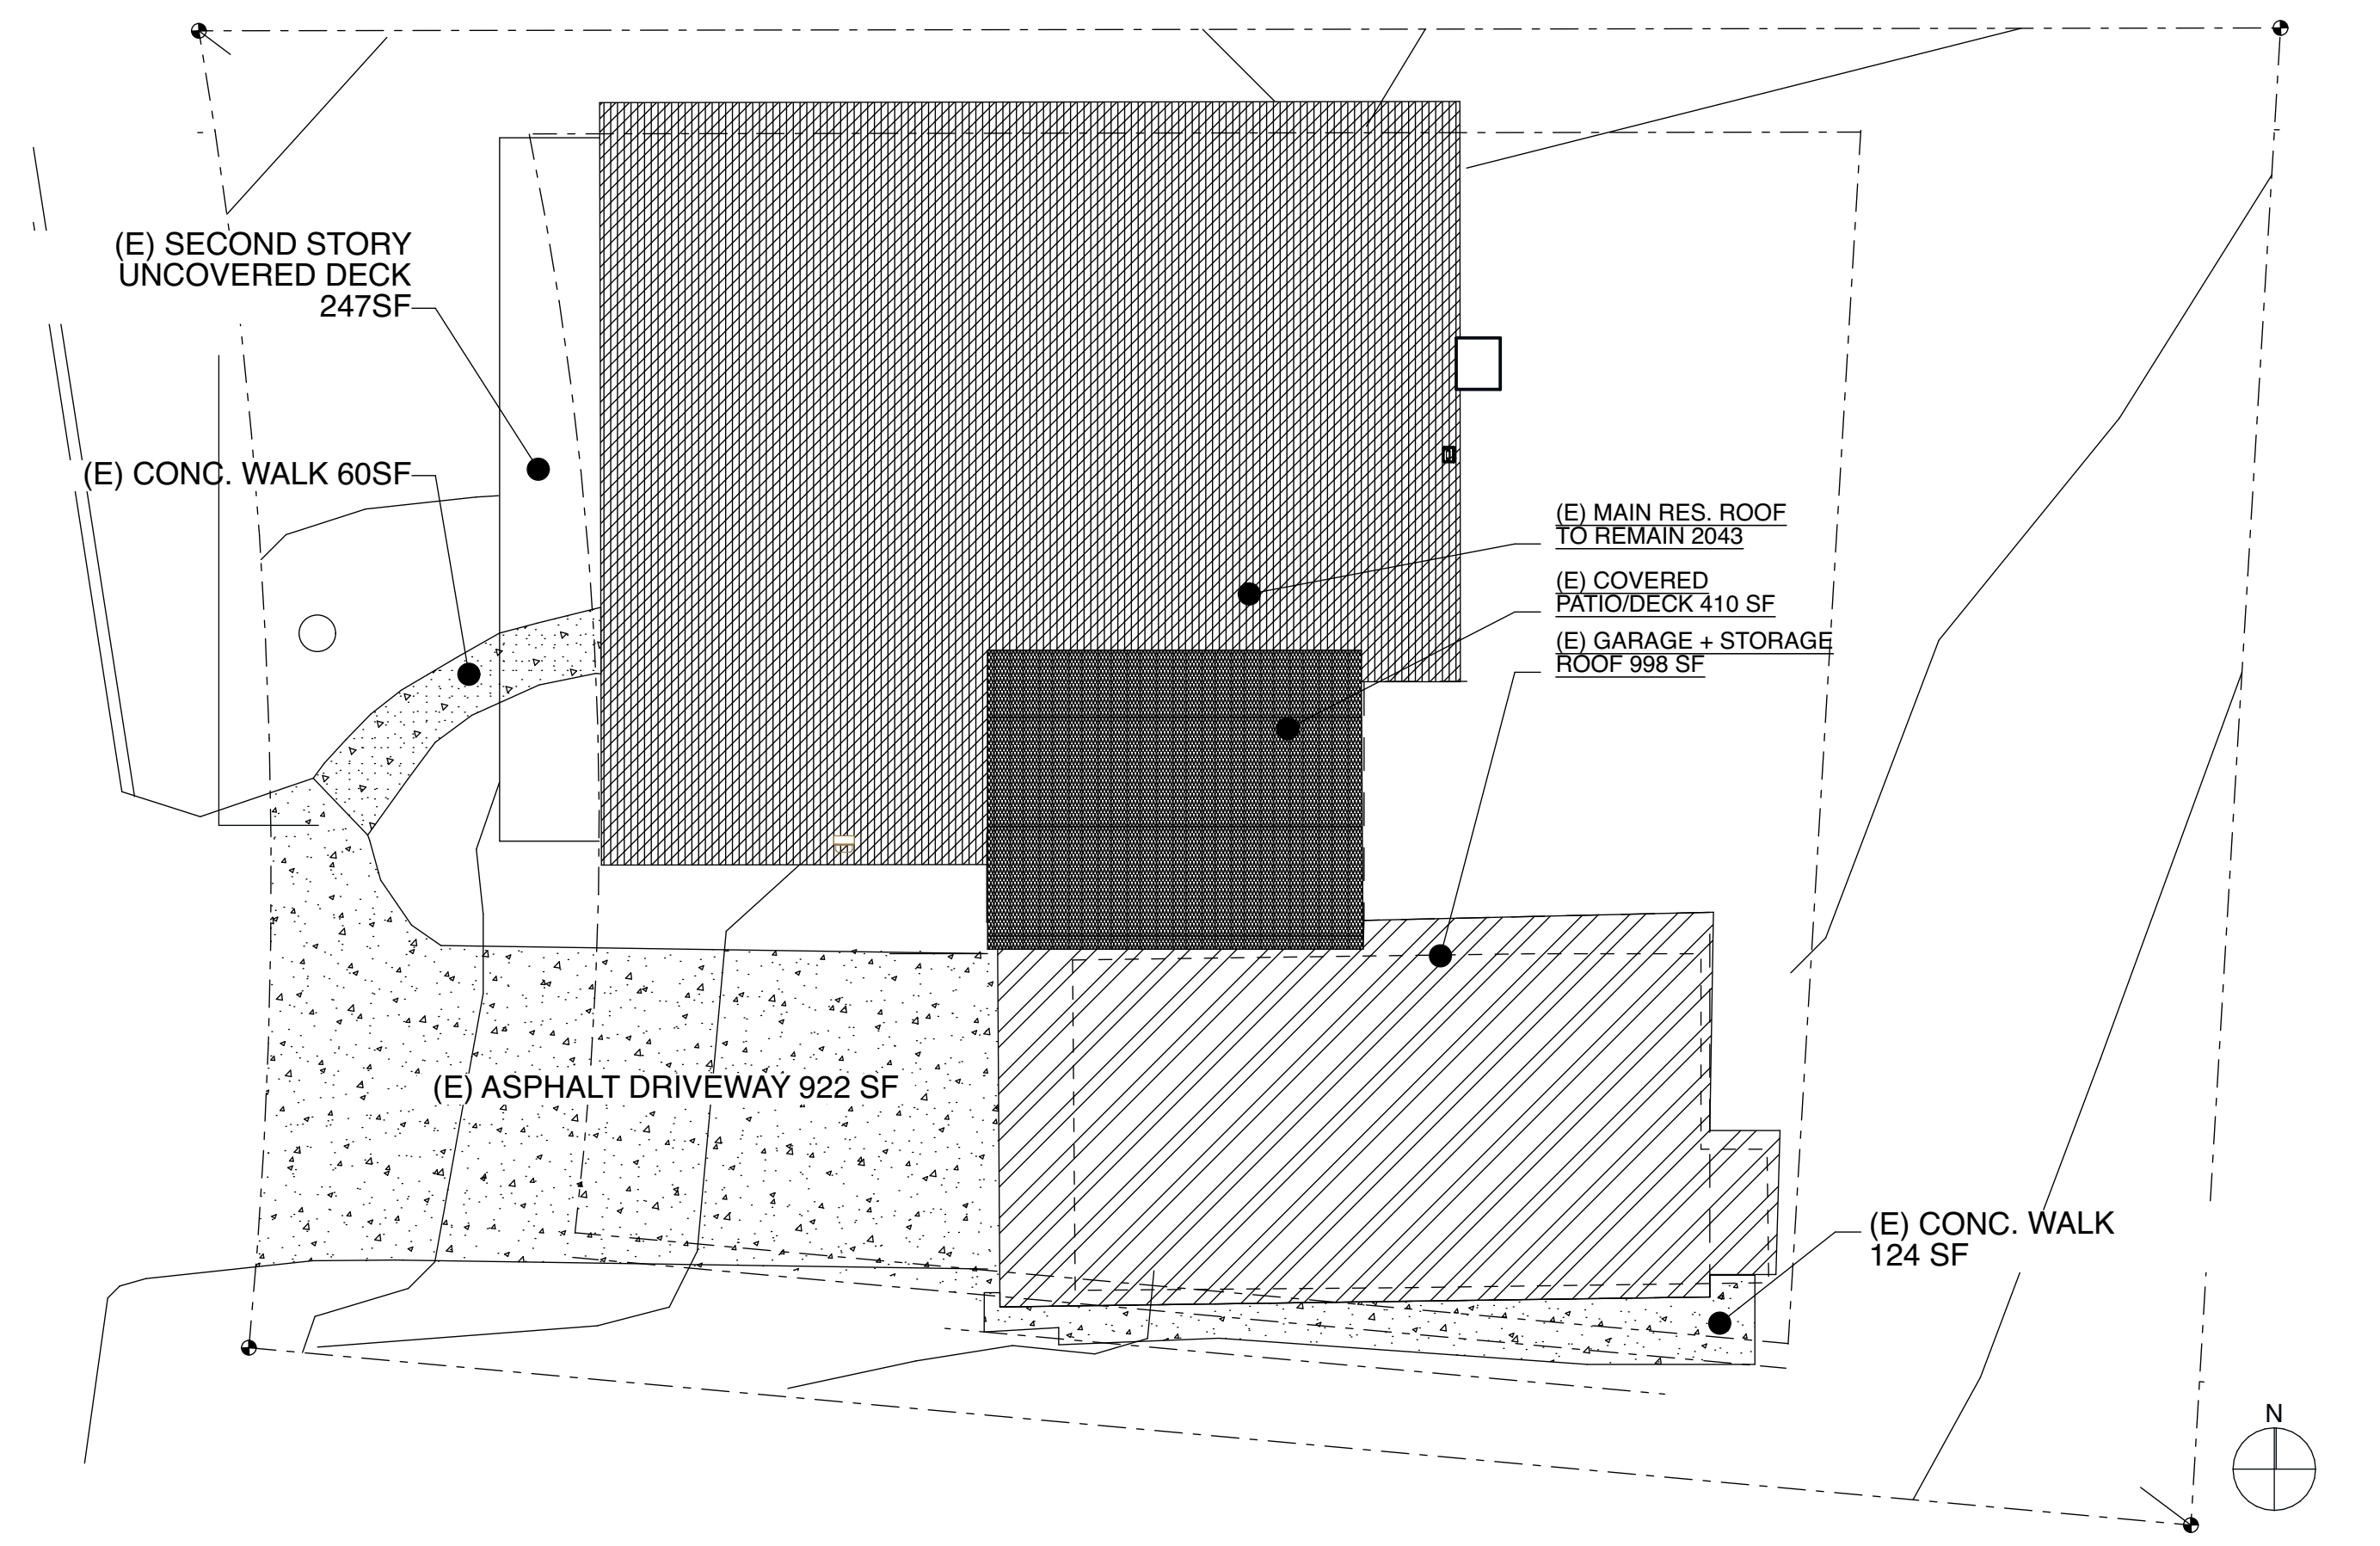 (E) SECOND STORY
UNCOVERED DECK
247SF
(E) CONC. WALK 60SF
(E) MAIN RES. ROOF
TO REMAIN 2043
(E) COVERED
PATIO/DECK 410 SF
(E) GARAGE + STORAGE
ROOF 998 SF
(E) ASPHALT DRIVEWAY 922 SF
(E) CONC. WALK
124 SF
N